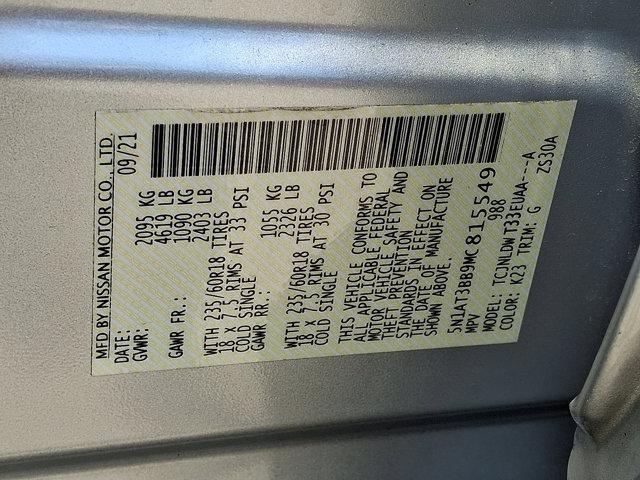 MFD BY NISSAN MOTOR CO., LTD.
DATE: 09/21
GVWR: 2095 KG
4619 LB
GAWR FR.: 1090 KG
2403 LB
WITH 235/60R18 TIRES
18 X 7.5 RIMS AT 33 PSI
COLD SINGLE
GAWR RR.: 1055 KG
2326 LB
WITH 235/60R18 TIRES
18 X 7.5 RIMS AT 30 PSI
COLD SINGLE
THIS VEHICLE CONFORMS TO
ALL APPLICABLE FEDERAL
MOTOR VEHICLE SAFETY AND
THEFT PREVENTION
STANDARDS IN EFFECT ON
THE DATE OF MANUFACTURE
SHOWN ABOVE.
5N1AT3BB9MC815549
MPV 988
MODEL: TCJNLDWT33EUAA---A
COLOR: K23 TRIM: G ZS30A